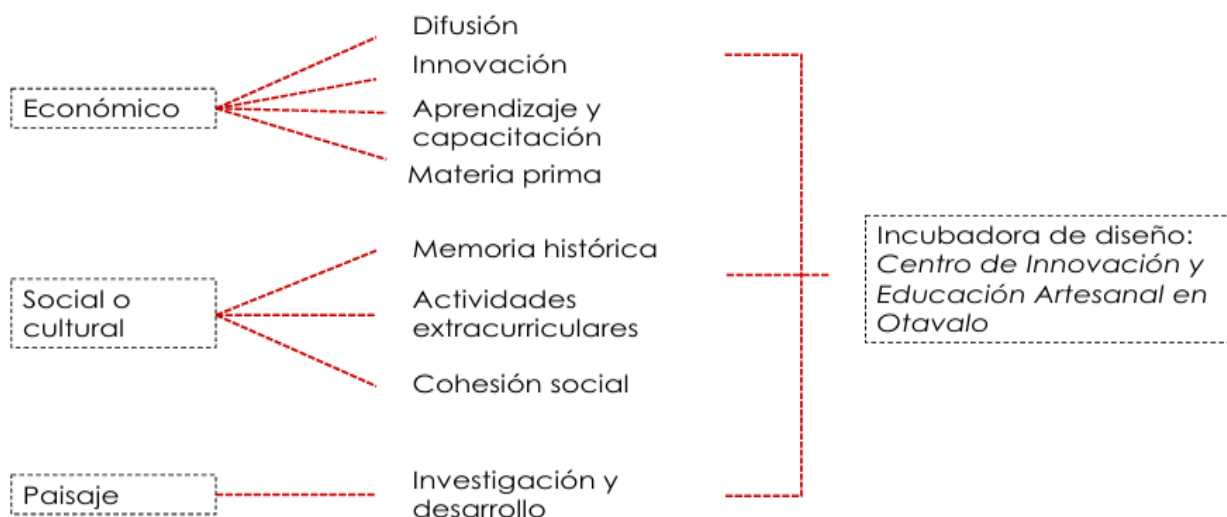 Económico
Difusión
Innovación
Aprendizaje y
capacitación
Materia prima
Social o
cultural
Memoria histórica
Actividades
extracurriculares
Cohesión social
Paisaje
Investigación y
desarrollo
Incubadora de diseño:
Centro de Innovación y
Educación Artesanal en
Otavalo